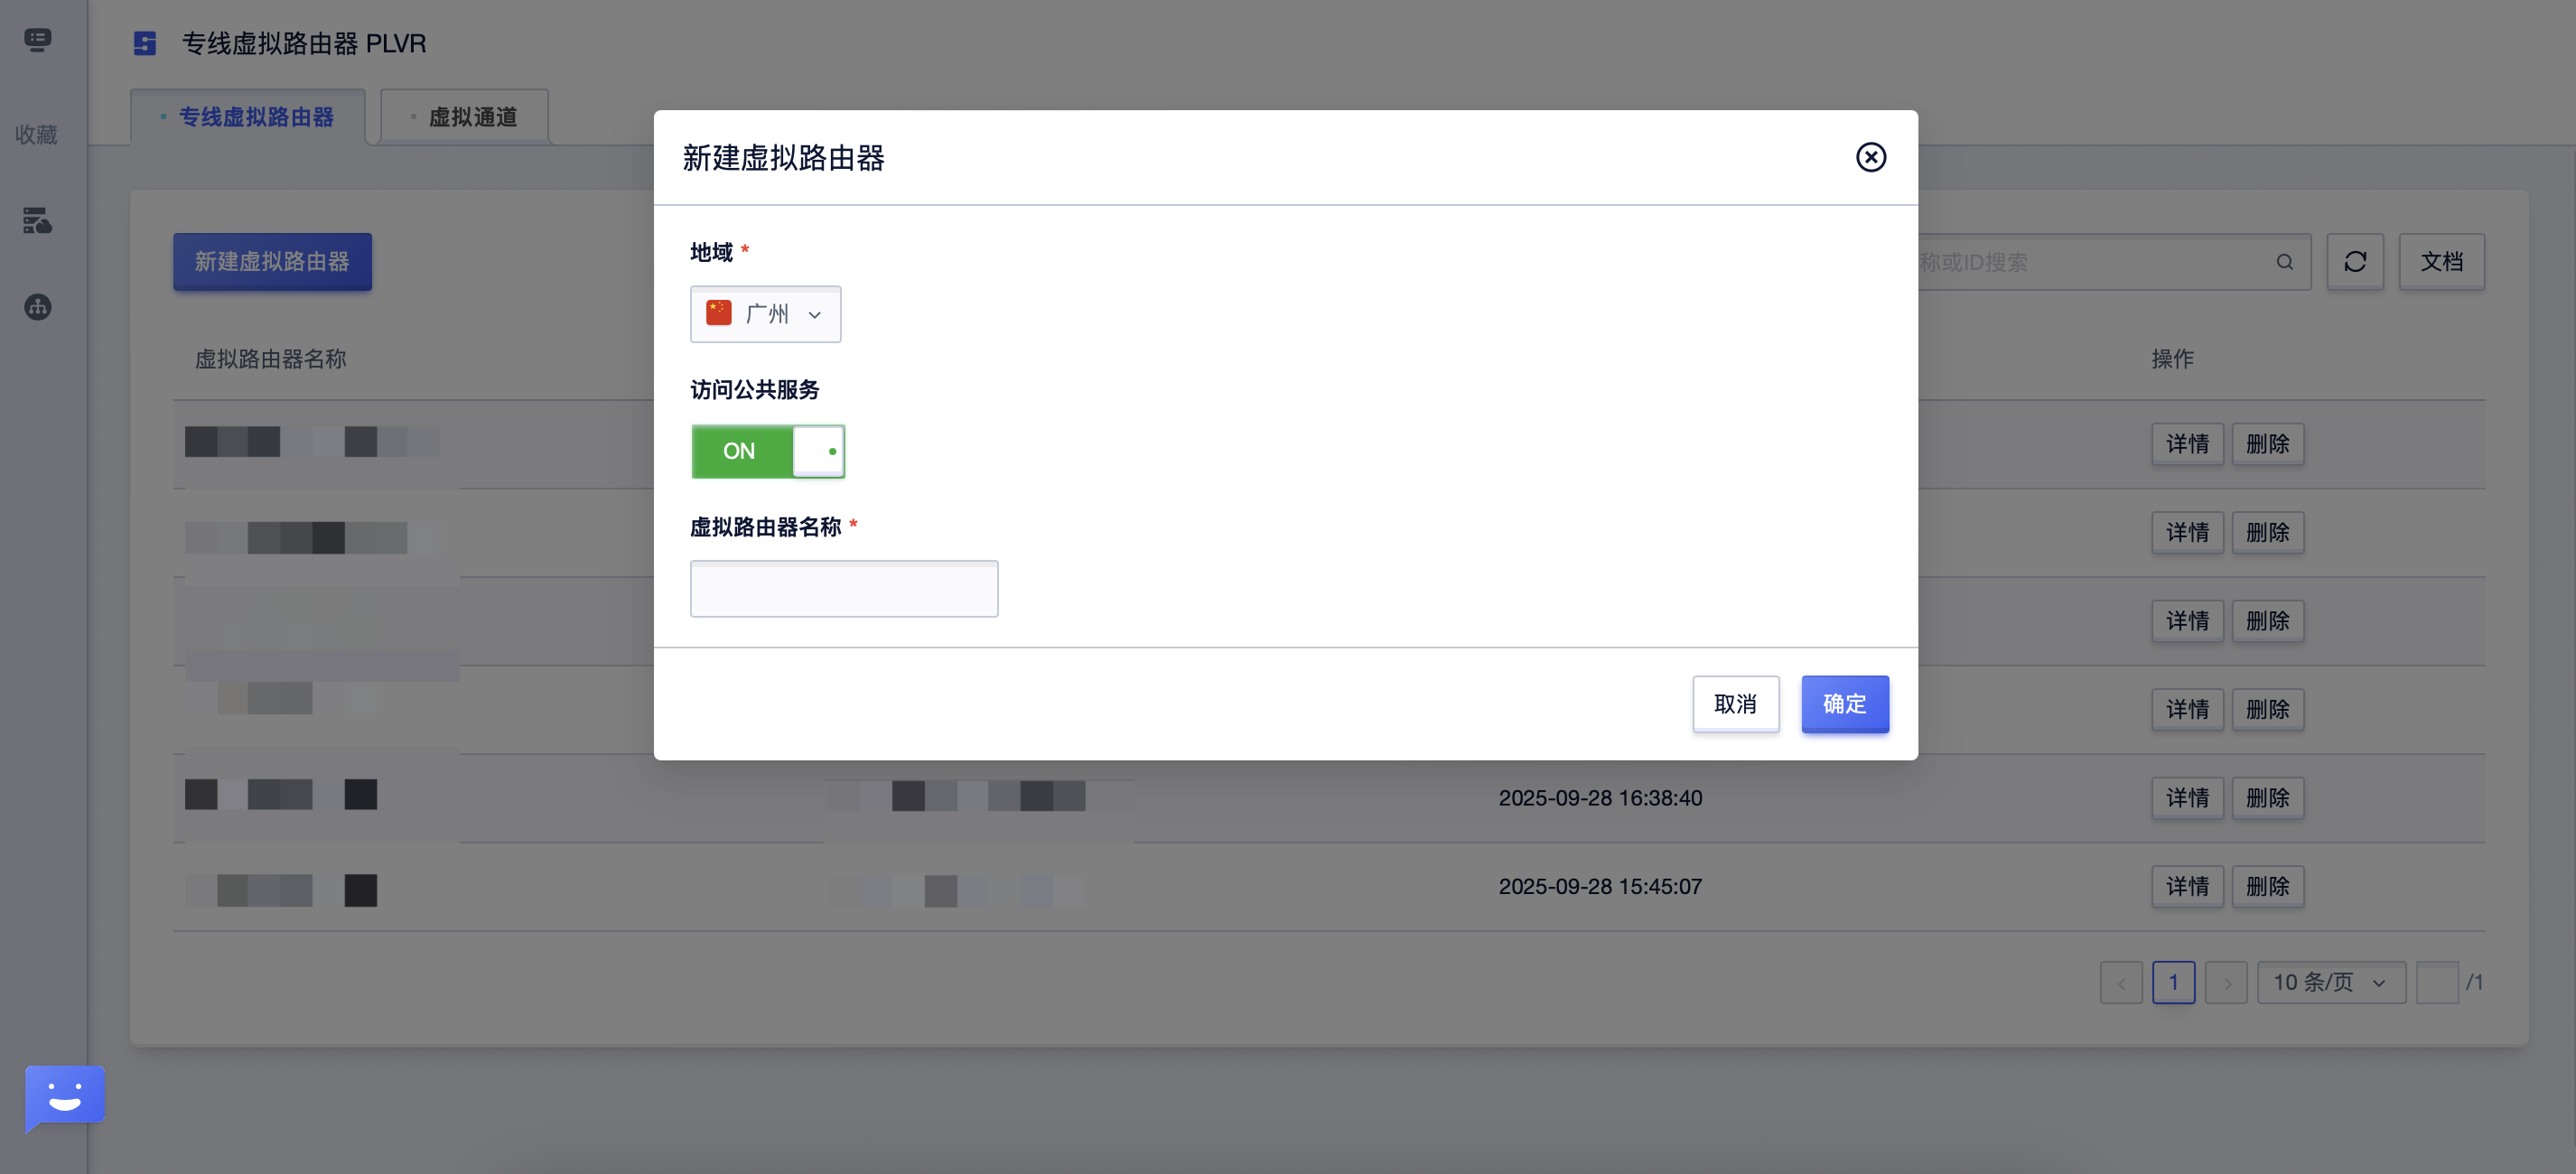 专线虚拟路由器 PLVR
收藏
专线虚拟路由器
虚拟通道
新建虚拟路由器
称或ID搜索
文档
虚拟路由器名称
操作
详情 删除
详情 删除
详情 删除
详情 删除
2025-09-28 16:38:40 详情 删除
2025-09-28 15:45:07 详情 删除
1
10 条/页
/1
新建虚拟路由器
地域 *
广州
访问公共服务
ON
虚拟路由器名称 *
取消
确定